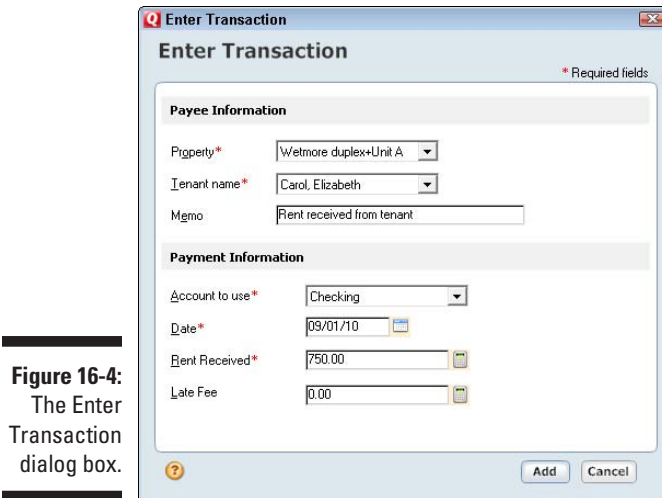 Enter Transaction
Enter Transaction
* Required fields
Payee Information
Property* Wetmore duplex+Unit A
Tenant name* Carol, Elizabeth
Memo Rent received from tenant
Payment Information
Account to use* Checking
Date* 09/01/10
Rent Received* 750.00
Late Fee 0.00
? Add Cancel
Figure 16-4:
The Enter
Transaction
dialog box.